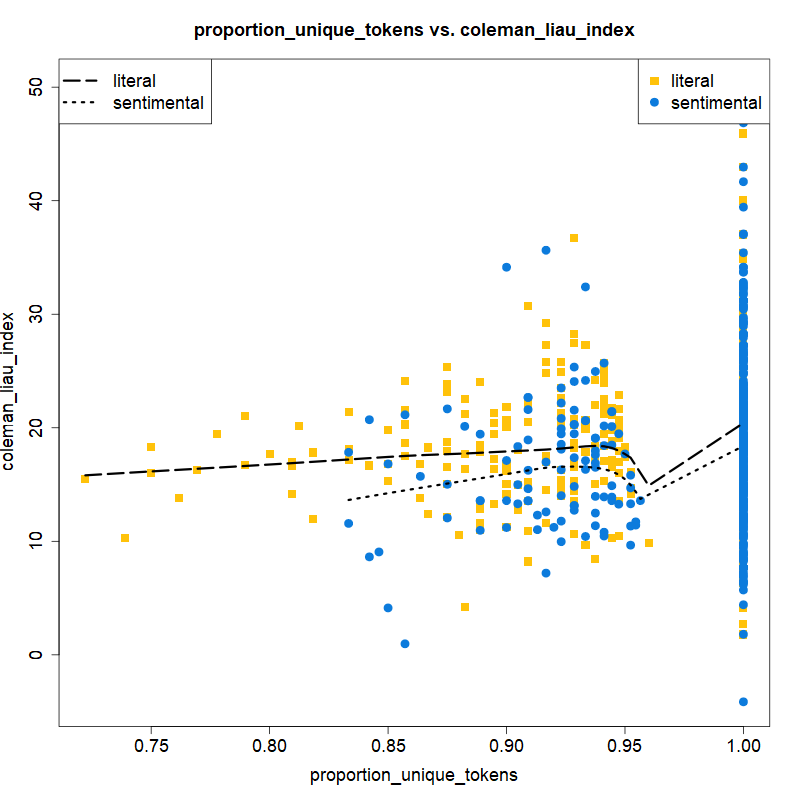 proportion_unique_tokens vs. coleman_liau_index
literal
sentimental
literal
sentimental
coleman_liau_index
50
40
30
20
10
0
0.75
0.80
0.85
0.90
0.95
1.00
proportion_unique_tokens